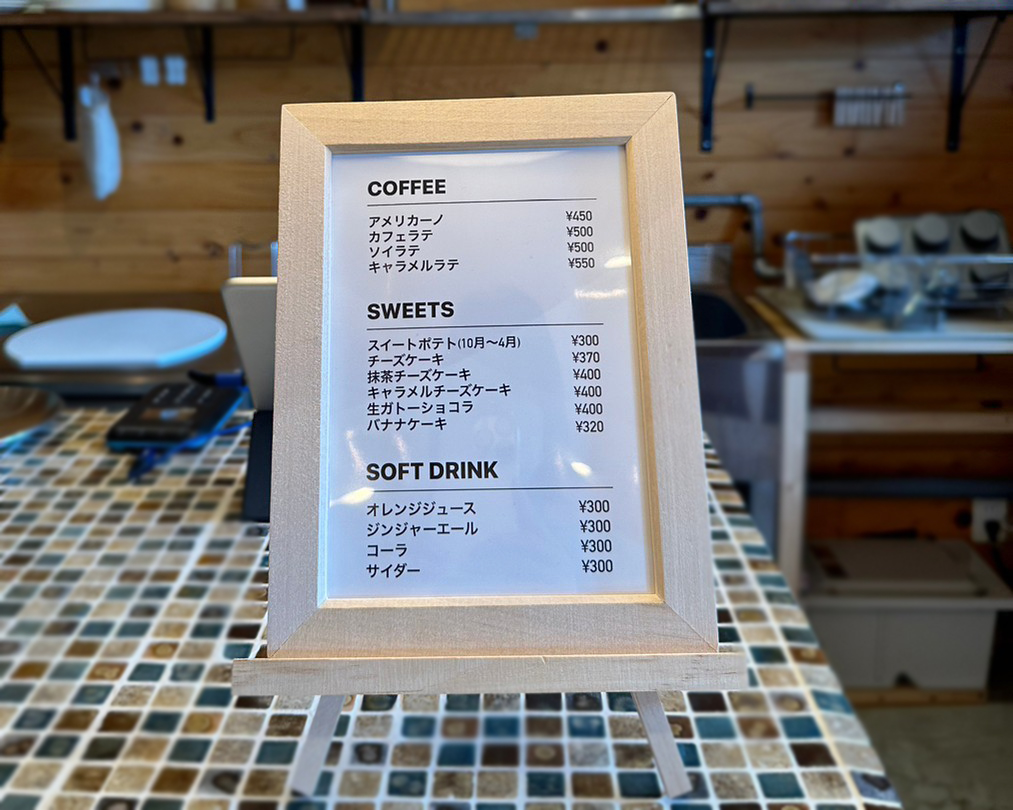 COFFEE
アメリカーノ ¥450
カフェラテ ¥500
ソイラテ ¥500
キャラメルラテ ¥550
SWEETS
スイートポテト(10月〜4月) ¥300
チーズケーキ ¥370
抹茶チーズケーキ ¥400
キャラメルチーズケーキ ¥400
生ガトーショコラ ¥400
バナナケーキ ¥320
SOFT DRINK
オレンジジュース ¥300
ジンジャーエール ¥300
コーラ ¥300
サイダー ¥300